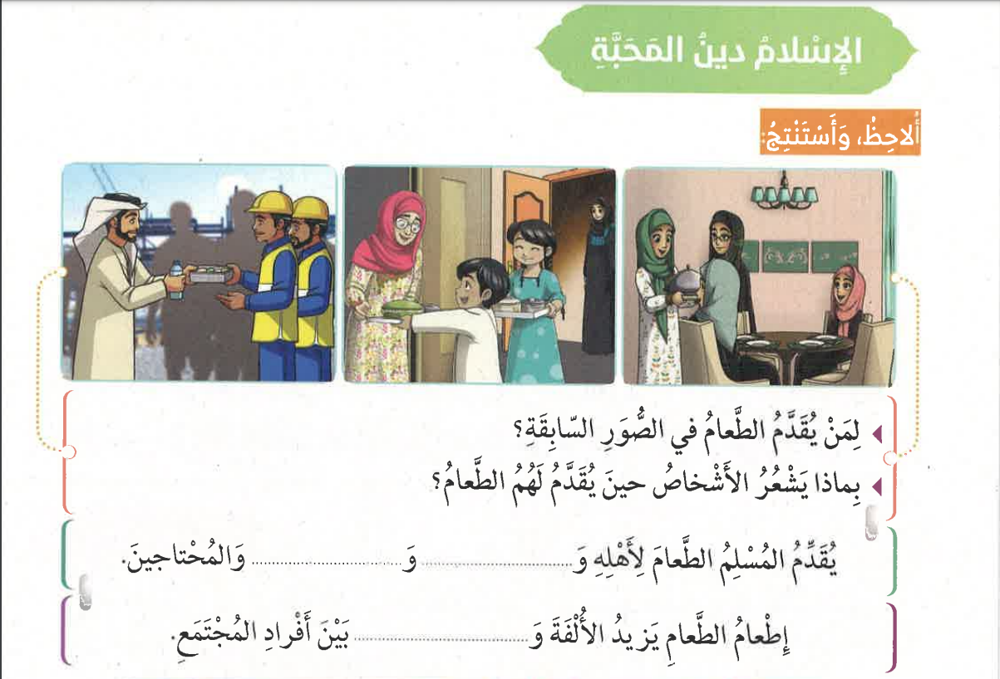 الإِسْلامُ دينُ المَحَبَّةِ
أُلاحِظُ، وَأَسْتَنْتِجُ:
لِمَنْ يُقَدَّمُ الطَّعامُ في الصُّوَرِ السّابِقَةِ؟
بِماذا يَشْعُرُ الأَشْخاصُ حينَ يُقَدَّمُ لَهُمُ الطَّعامُ؟
يُقَدِّمُ المُسْلِمُ الطَّعامَ لِأَهْلِهِ وَ.................... وَ.................... وَالمُحْتاجينَ.
إِطْعامُ الطَّعامِ يَزيدُ الأُلْفَةَ وَ.................... بَيْنَ أَفْرادِ المُجْتَمَعِ.